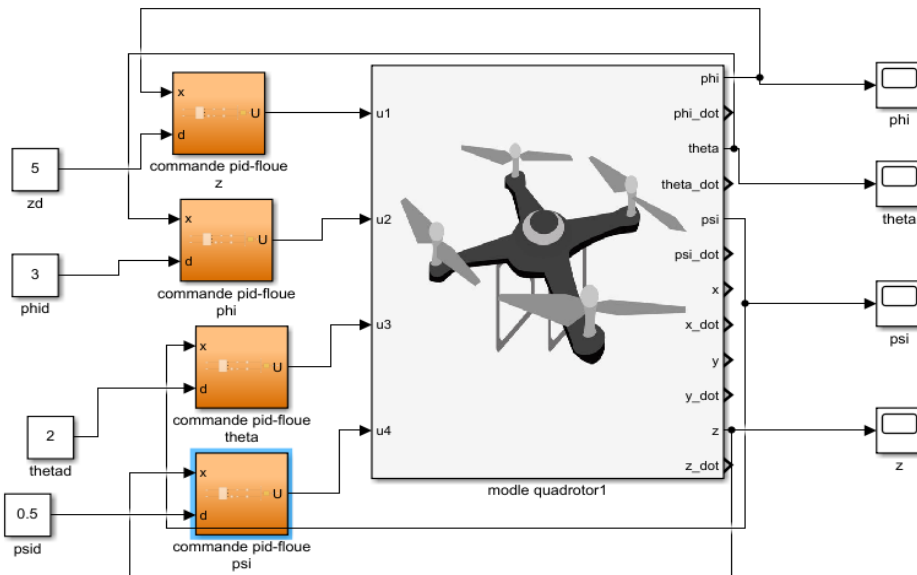 phi
phi
x
U
u1
phi_dot
d
5
theta
theta
commande pid-floue
z
zd
theta_dot
x
U
u2
psi
d
3
psi_dot
commande pid-floue
phi
phid
x
psi
x
U
u3
x_dot
d
y
2
commande pid-floue
theta
y_dot
thetad
u4
z
z
x
U
z_dot
d
0.5
modle quadrotor1
psid
commande pid-floue
psi